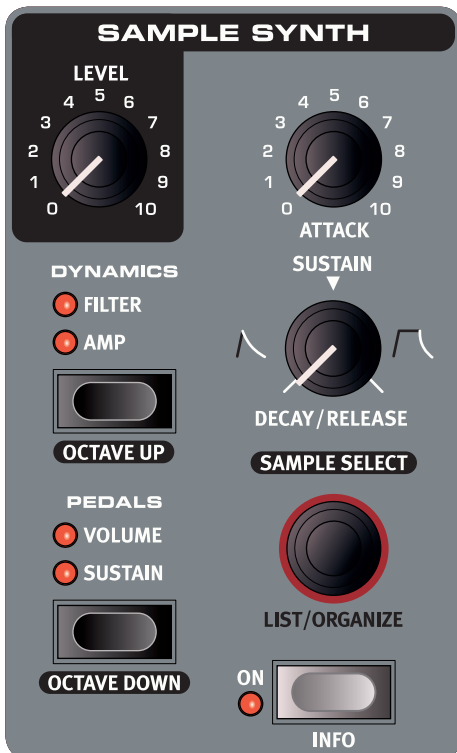 SAMPLE SYNTH
LEVEL
0 1 2 3 4 5 6 7 8 9 10
0 1 2 3 4 5 6 7 8 9 10
ATTACK
DYNAMICS
FILTER
AMP
OCTAVE UP
SUSTAIN
DECAY/RELEASE
PEDALS
VOLUME
SUSTAIN
OCTAVE DOWN
SAMPLE SELECT
LIST/ORGANIZE
ON
INFO